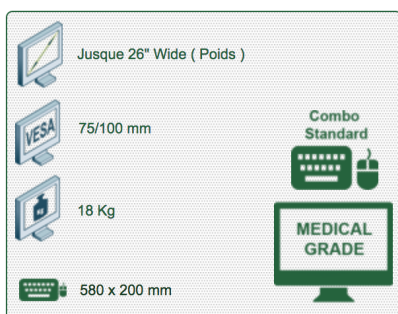 Jusque 26" Wide ( Poids )
VESA
75/100 mm
Combo
Standard
KG
18 Kg
MEDICAL
GRADE
580 x 200 mm